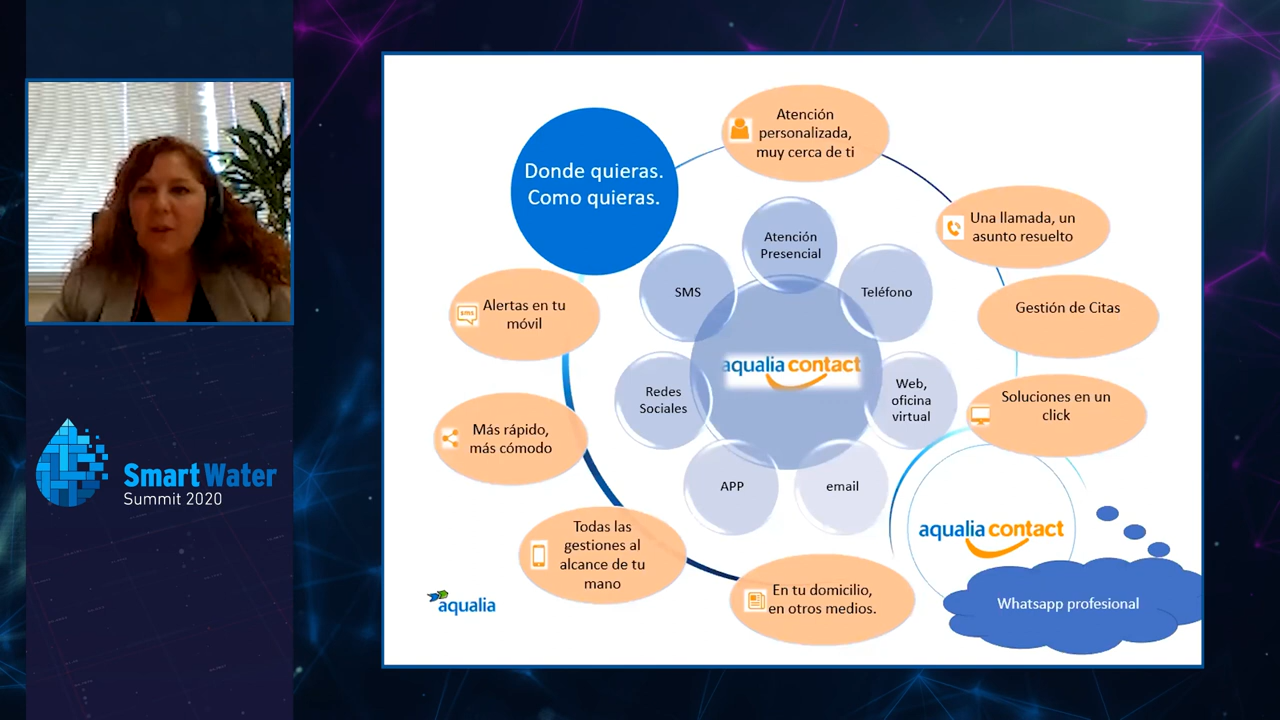 Donde quieras.
Como quieras.
Atención
personalizada,
muy cerca de ti
Una llamada, un
asunto resuelto
Gestión de Citas
Soluciones en un
click
En tu domicilio,
en otros medios.
Todas las
gestiones al
alcance de tu
mano
Más rápido,
más cómodo
sms
Alertas en tu
móvil
Atención
Presencial
Teléfono
Web,
oficina
virtual
email
APP
Redes
Sociales
SMS
aqualia contact
aqualia contact
Whatsapp profesional
aqualia
Smart Water
Summit 2020